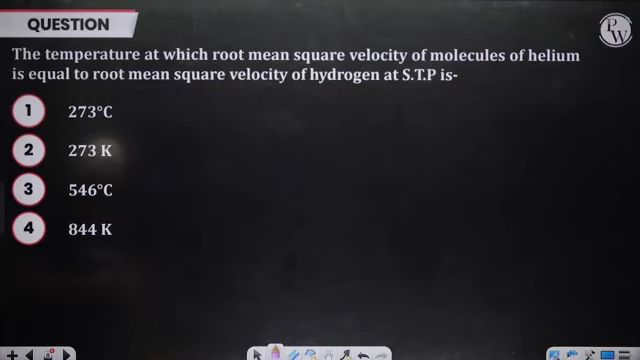 QUESTION
PW
The temperature at which root mean square velocity of molecules of helium
is equal to root mean square velocity of hydrogen at S.T.P is-
1 273°C
2 273 K
3 546°C
4 844 K